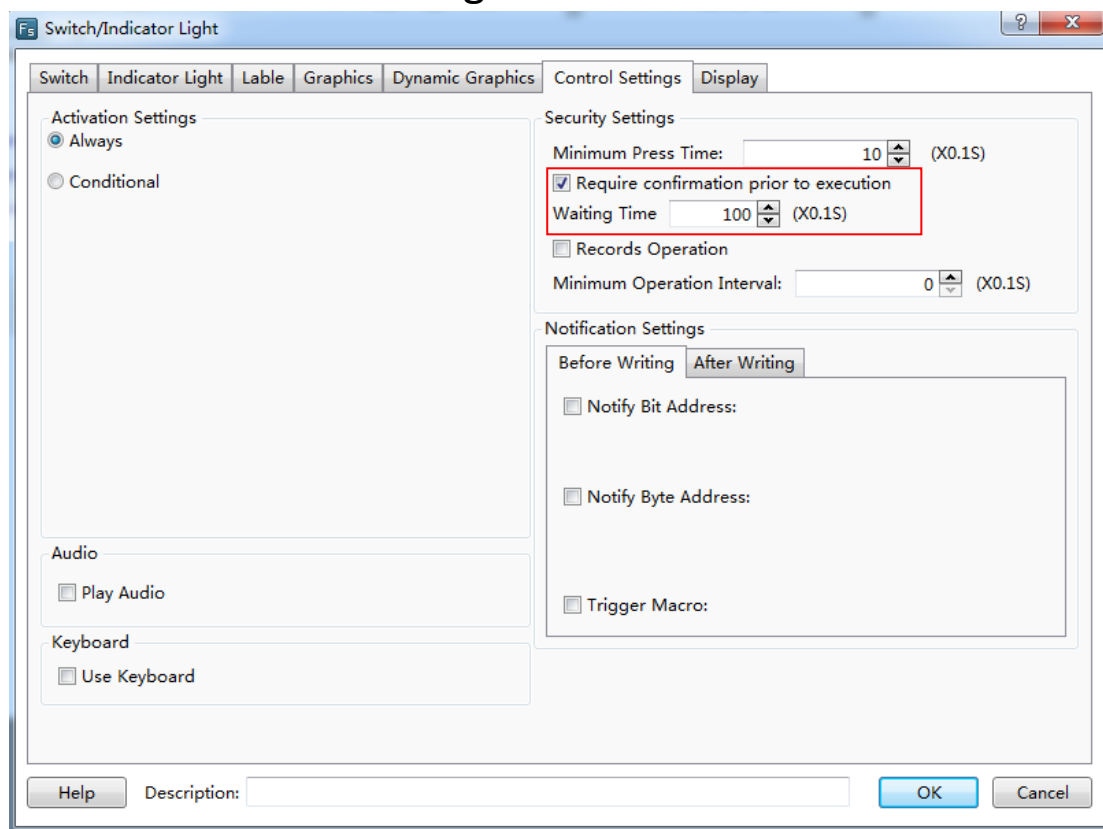 Fs Switch/Indicator Light
Switch Indicator Light Lable Graphics Dynamic Graphics Control Settings Display
Activation Settings
Always
Conditional
Security Settings
Minimum Press Time: 10 (X0.1S)
Require confirmation prior to execution
Waiting Time 100 (X0.1S)
Records Operation
Minimum Operation Interval: 0 (X0.1S)
Notification Settings
Before Writing After Writing
Notify Bit Address:
Notify Byte Address:
Trigger Macro:
Audio
Play Audio
Keyboard
Use Keyboard
Help Description: OK Cancel